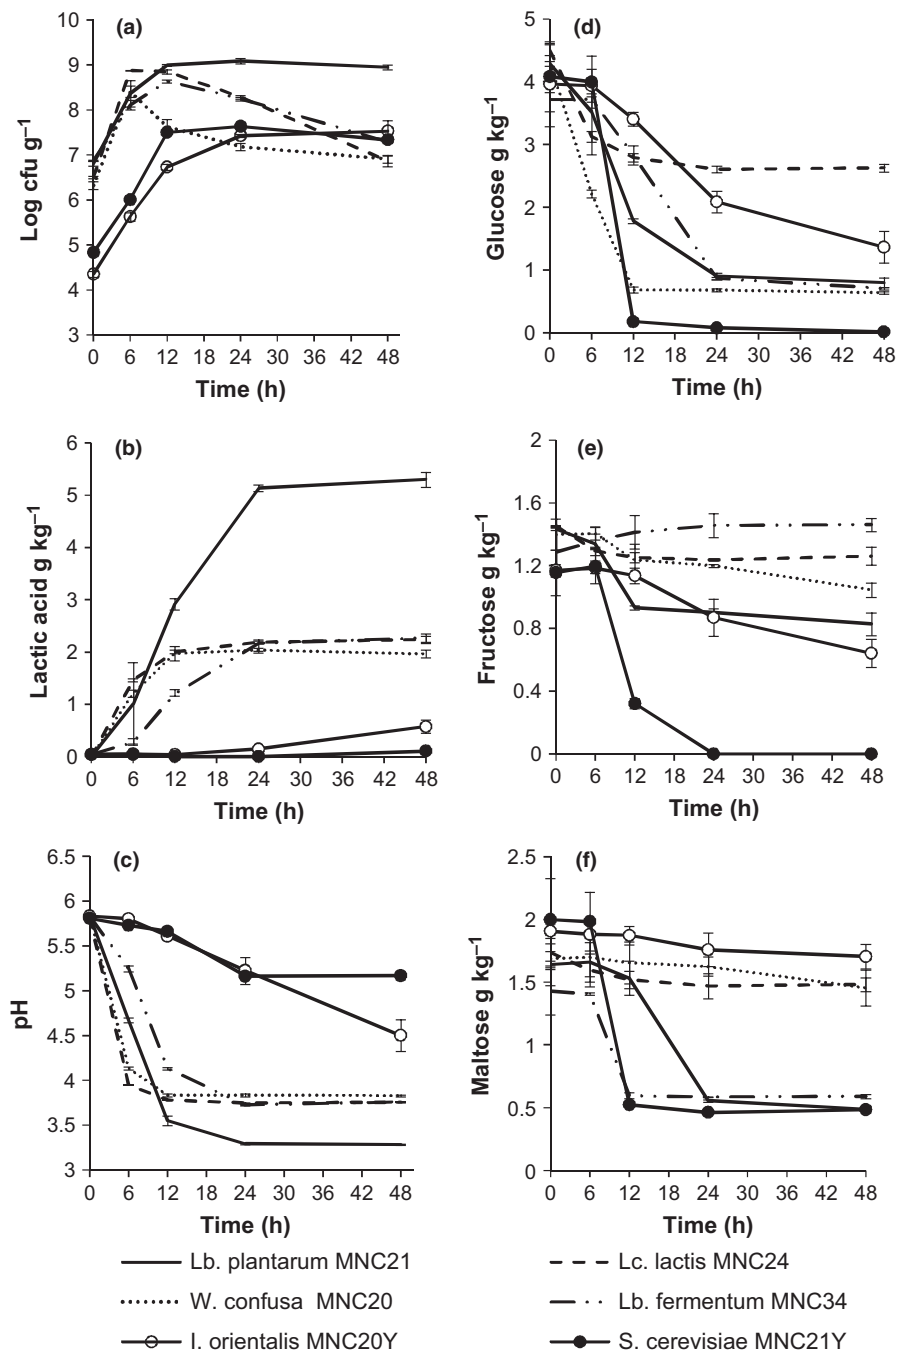 (a)
10
9
8
7
6
5
4
3
Log cfu g–1
0 6 12 18 24 30 36 42 48
Time (h)
(d)
5
4
3
2
1
0
Glucose g kg–1
0 6 12 18 24 30 36 42 48
Time (h)
(b)
6
5
4
3
2
1
0
Lactic acid g kg–1
0 6 12 18 24 30 36 42 48
Time (h)
(e)
2
1.6
1.2
0.8
0.4
0
Fructose g kg–1
0 6 12 18 24 30 36 42 48
Time (h)
(c)
6.5
6
5.5
5
4.5
4
3.5
3
pH
0 6 12 18 24 30 36 42 48
Time (h)
(f)
2.5
2
1.5
1
0.5
0
Maltose g kg–1
0 6 12 18 24 30 36 42 48
Time (h)
Lb. plantarum MNC21
Lc. lactis MNC24
W. confusa MNC20
Lb. fermentum MNC34
I. orientalis MNC20Y
S. cerevisiae MNC21Y